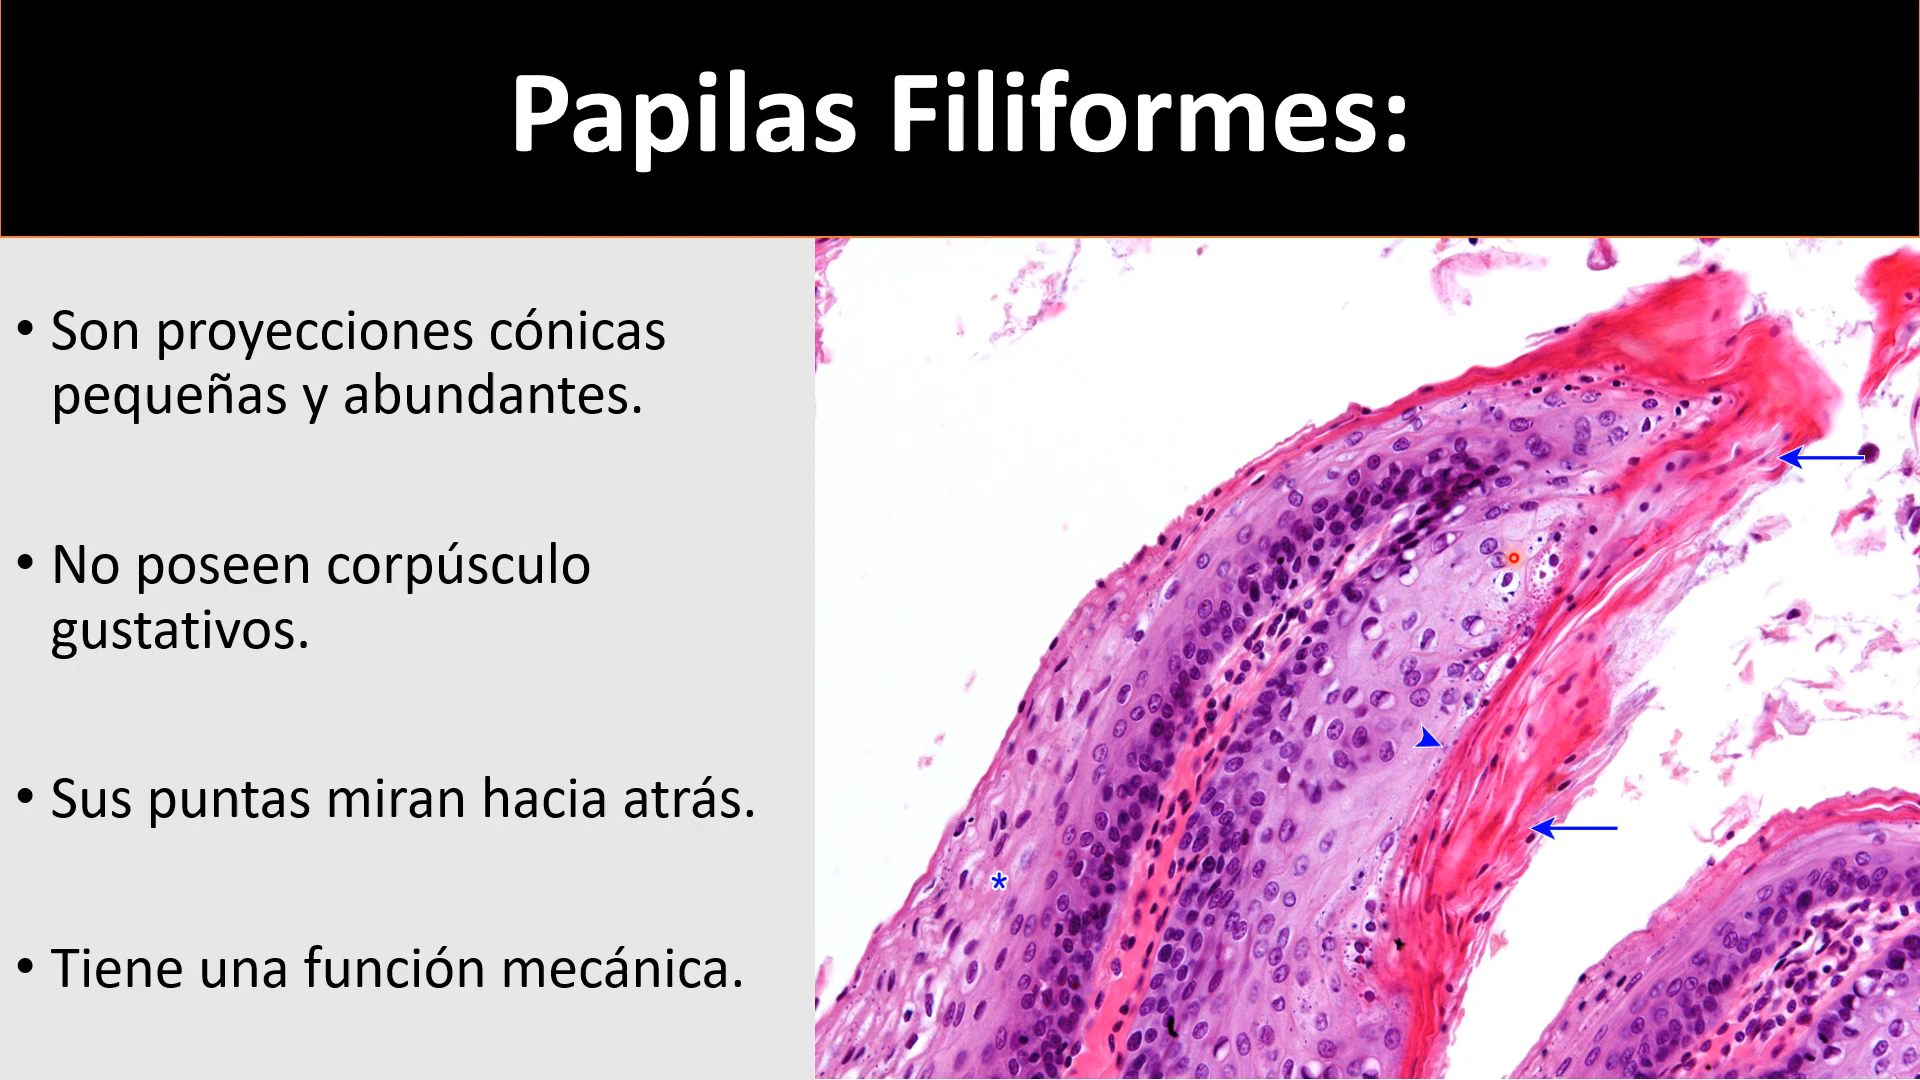 Papilas Filiformes:
• Son proyecciones cónicas
pequeñas y abundantes.
• No poseen corpúsculo
gustativos.
• Sus puntas miran hacia atrás.
• Tiene una función mecánica.
*